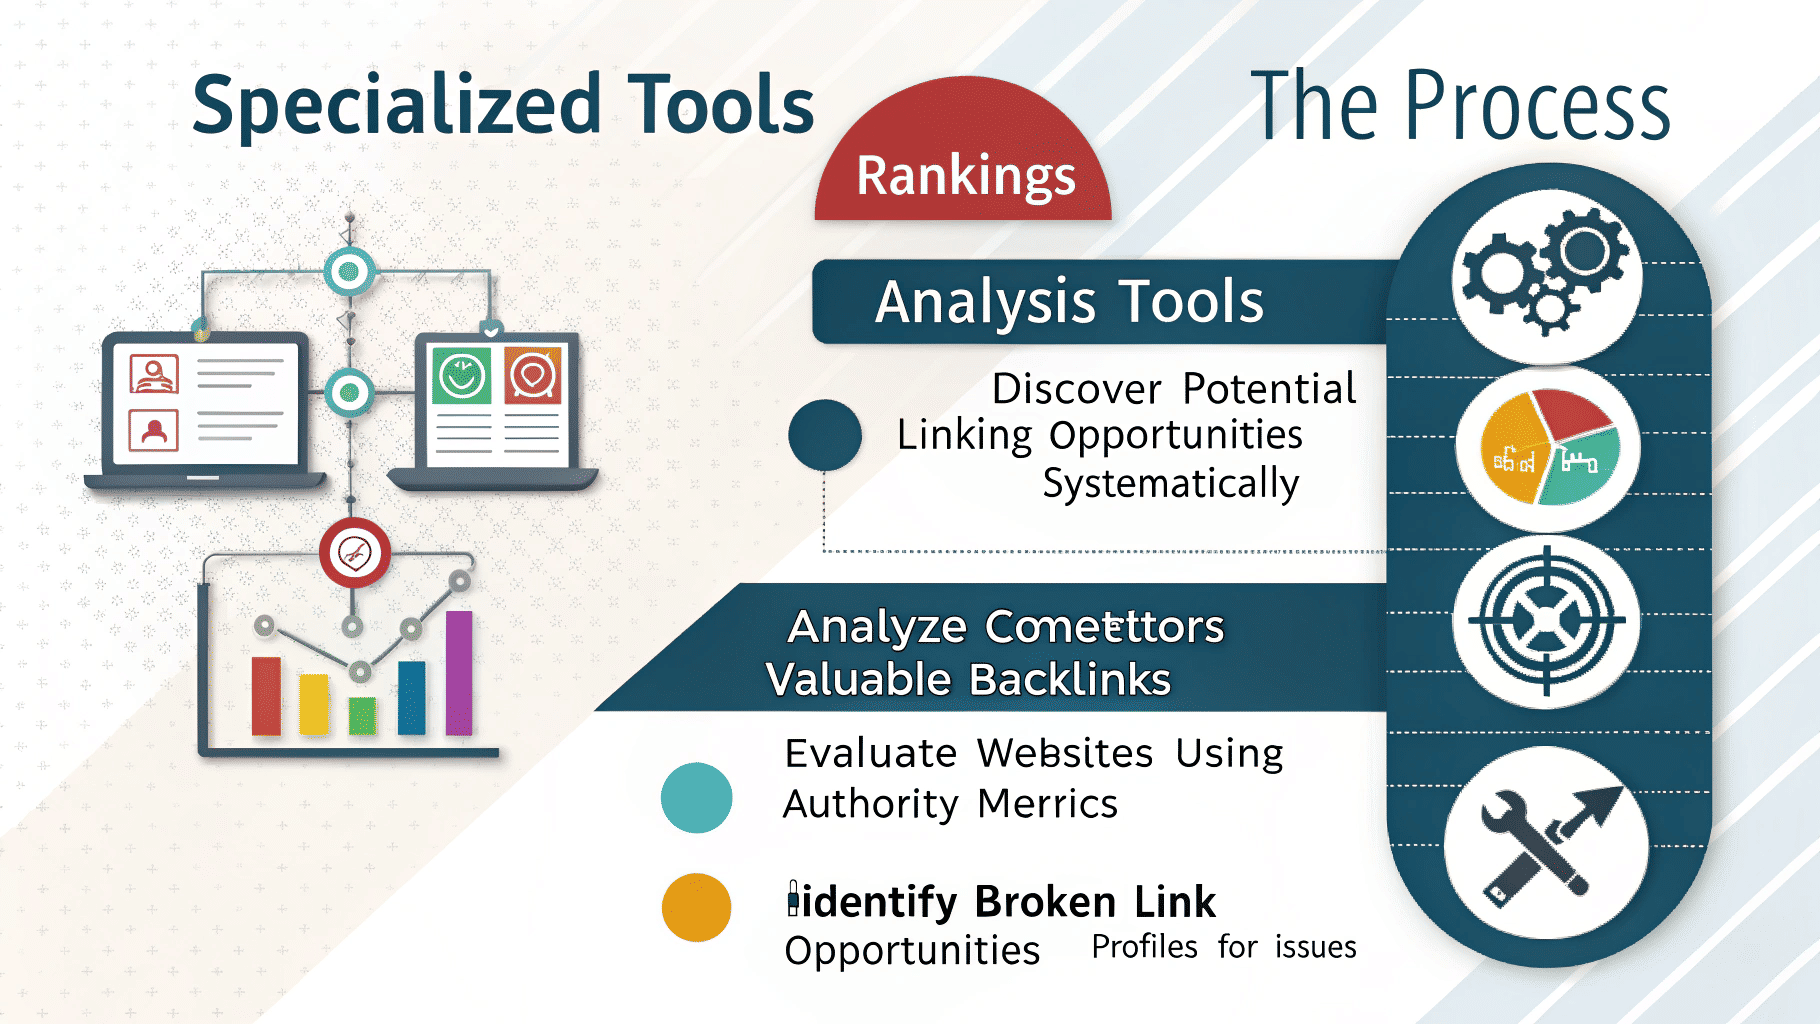 Specialized Tools
The Process
Rankings
Analysis Tools
Discover Potential
Linking Opportunities
Systematically
Analyze
Valuable Backlinks
Evaluate Websites Using
Authority Merrics
identify Broken Link
Opportunities Profiles for issues